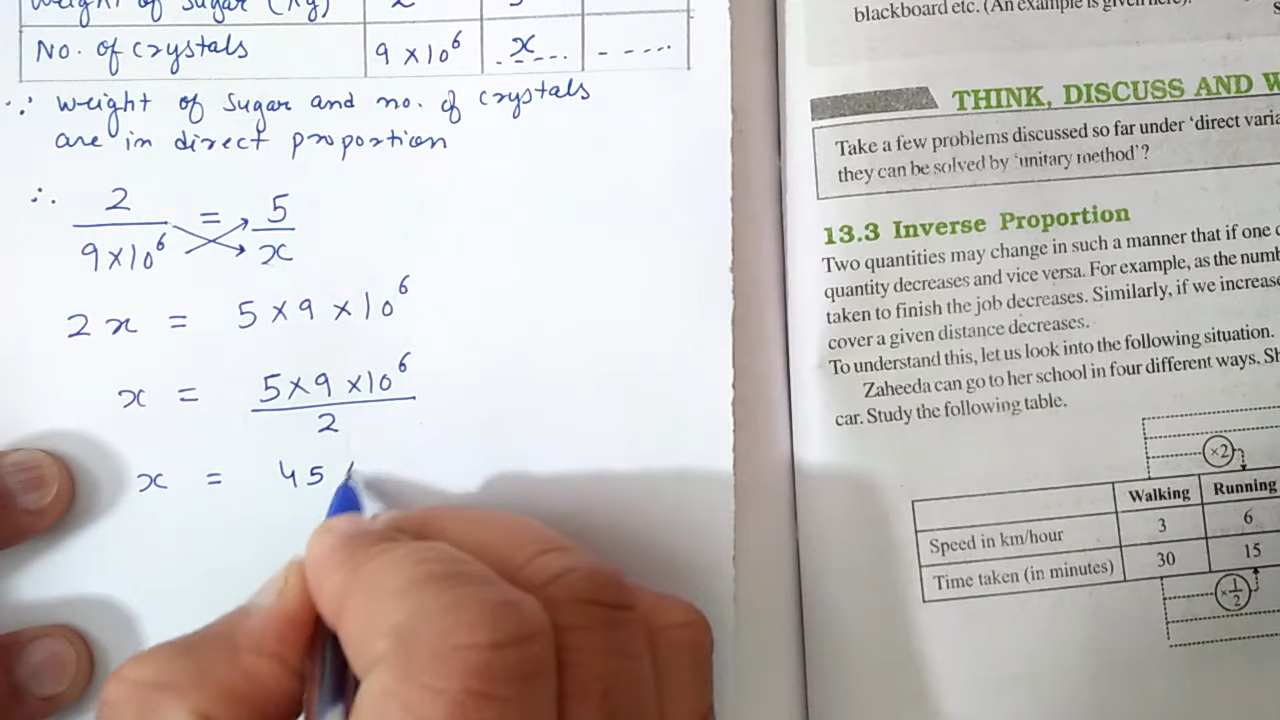 Weight of Sugar (Kg) 2 5
No. of crystals 9 × 10⁶ x
∵ weight of sugar and no. of crystals
are in direct proportion
∴ 2 / 9×10⁶ = 5 / x
2x = 5 × 9 × 10⁶
x = 5 × 9 × 10⁶ / 2
x = 45
blackboard etc. (An example is given here).
THINK, DISCUSS AND W
Take a few problems discussed so far under 'direct varia
they can be solved by 'unitary method'?
13.3 Inverse Proportion
Two quantities may change in such a manner that if one
quantity decreases and vice versa. For example, as the numb
taken to finish the job decreases. Similarly, if we increase
cover a given distance decreases.
To understand this, let us look into the following situation.
Zaheeda can go to her school in four different ways. Sh
car. Study the following table.
×2
Walking Running
Speed in km/hour 3 6
Time taken (in minutes) 30 15
×1/2